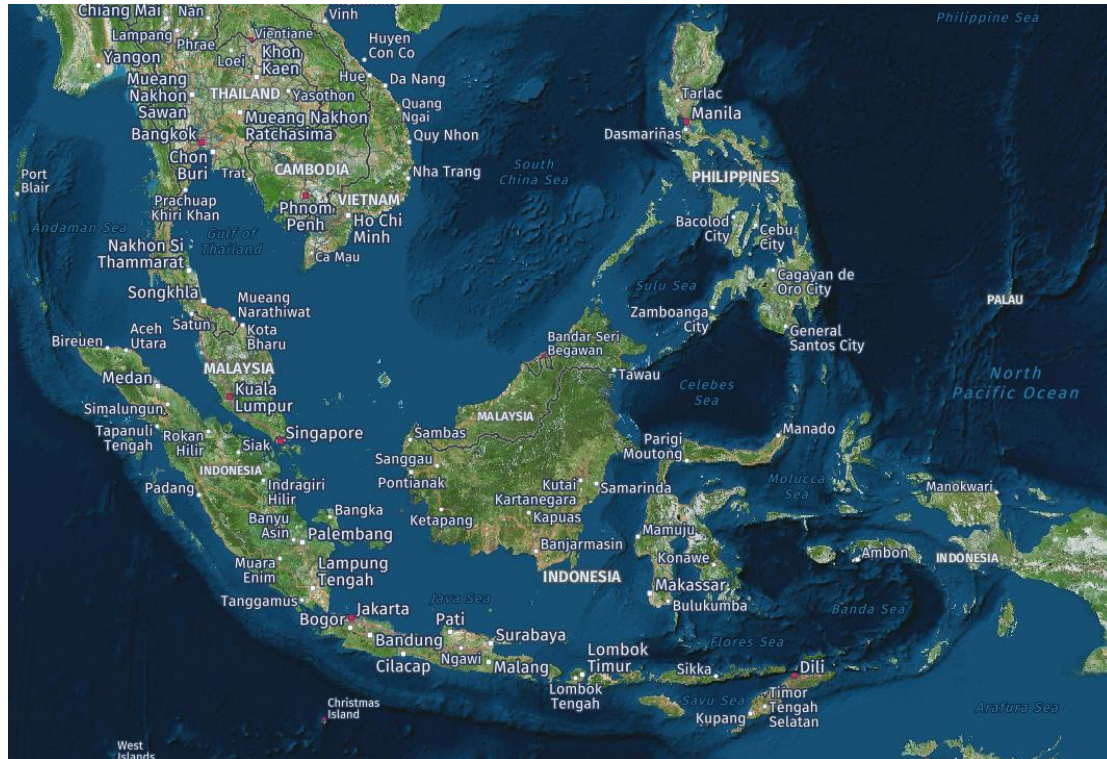 Chiang Mai
Nan
Vinh
Philippine Sea
Lampang
Phrae
Vientiane
Huyen
Con Co
Yangon
Loei
Khon
Kaen
Hue
Da Nang
Mueang
Nakhon
Sawan
THAILAND
Yasothon
Tarlac
Quang
Ngai
Manila
Mueang Nakhon
Ratchasima
Bangkok
Dasmariñas
Quy Nhon
Chon
Buri
Trat
CAMBODIA
South
China Sea
Port
Blair
Nha Trang
PHILIPPINES
Prachuap
Khiri Khan
Phnom
Penh
VIETNAM
Ho Chi
Minh
Bacolod
City
Cebu
City
Andaman Sea
Gulf of
Thailand
Nakhon Si
Thammarat
Ca Mau
Cagayan de
Oro City
Sulu Sea
Songkhla
Mueang
Narathiwat
PALAU
Satun
Kota
Bharu
Zamboanga
City
General
Santos City
Bireuen
Aceh
Utara
Bandar Seri
Begawan
MALAYSIA
Medan
Kuala
Lumpur
Tawau
Celebes
Sea
North
Pacific Ocean
Simalungun
MALAYSIA
Tapanuli
Tengah
Rokan
Hilir
Siak
Singapore
Sambas
Parigi
Moutong
Manado
INDONESIA
Sanggau
Pontianak
Padang
Indragiri
Hilir
Kutai
Kartanegara
Samarinda
Molucca
Sea
Manokwari
Bangka
Ketapang
Kapuas
Banyu
Asin
Palembang
Mamuju
Banjarmasin
Ambon
Muara
Enim
Konawe
INDONESIA
Lampung
Tengah
INDONESIA
Makassar
Tanggamus
Java Sea
Bulukumba
Banda Sea
Jakarta
Bogor
Pati
Bandung
Surabaya
Flores Sea
Cilacap
Ngawi
Malang
Lombok
Timur
Sikka
Dili
Lombok
Tengah
Savu Sea
Timor
Tengah
Selatan
Kupang
Arafura Sea
Christmas
Island
West
Islands